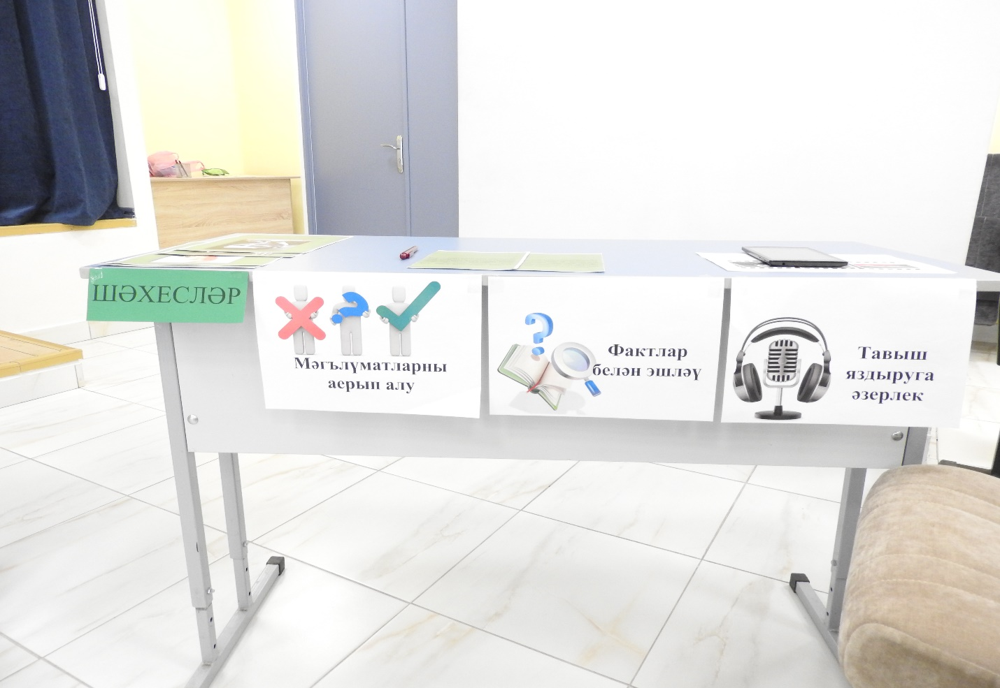 ШӘХЕСЛӘР
Мәгълүматларны
аерып алу
Фактлар
белән эшләү
Тавыш
яздыруга
әзерлек